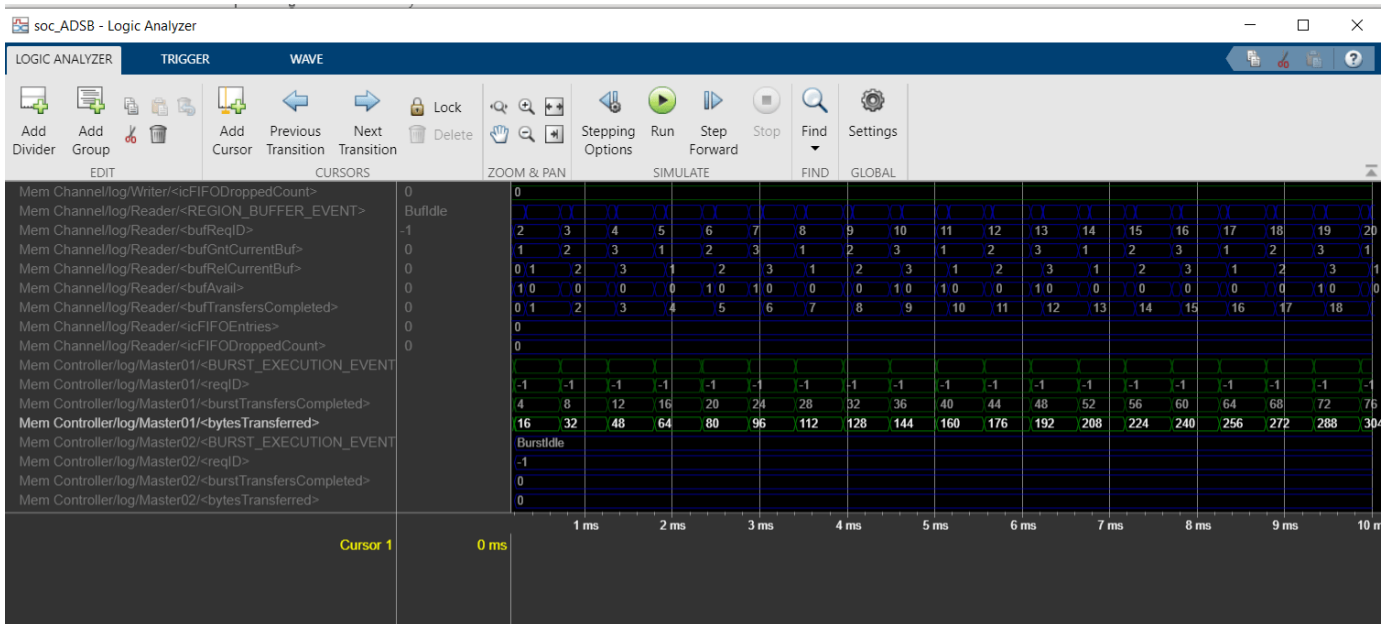 soc_ADSB - Logic Analyzer
LOGIC ANALYZER TRIGGER WAVE
Add Divider
Add Group
Add Cursor
Previous Transition
Next Transition
Lock
Delete
Stepping Options
Run
Step Forward
Stop
Find
Settings
EDIT CURSORS ZOOM & PAN SIMULATE FIND GLOBAL
Mem Channel/log/Writer/<icFIFODroppedCount> 0 0
Mem Channel/log/Reader/<REGION_BUFFER_EVENT> BufIdle
Mem Channel/log/Reader/<bufReqID> -1 2 3 4 5 6 7 8 9 10 11 12 13 14 15 16 17 18 19 20
Mem Channel/log/Reader/<bufGntCurrentBuf> 0 1 2 3 1 2 3 1 2 3 1 2 3 1 2 3 1 2 3 1
Mem Channel/log/Reader/<bufRelCurrentBuf> 0 0 1 2 3 1 2 3 1 2 3 1 2 3 1 2 3 1 2 3 1
Mem Channel/log/Reader/<bufAvail> 0 1 0 0 0 0 1 0 1 0 0 0 1 0 1 0 0 1 0 0 0 0 0 0 1 0 0
Mem Channel/log/Reader/<bufTransfersCompleted> 0 0 1 2 3 4 5 6 7 8 9 10 11 12 13 14 15 16 17 18
Mem Channel/log/Reader/<icFIFOEntries> 0 0
Mem Channel/log/Reader/<icFIFODroppedCount> 0 0
Mem Controller/log/Master01/<BURST_EXECUTION_EVENT
Mem Controller/log/Master01/<reqID> -1 -1 -1 -1 -1 -1 -1 -1 -1 -1 -1 -1 -1 -1 -1 -1 -1 -1 -1
Mem Controller/log/Master01/<burstTransfersCompleted> 4 8 12 16 20 24 28 32 36 40 44 48 52 56 60 64 68 72 76
Mem Controller/log/Master01/<bytesTransferred> 16 32 48 64 80 96 112 128 144 160 176 192 208 224 240 256 272 288 304
Mem Controller/log/Master02/<BURST_EXECUTION_EVENT BurstIdle
Mem Controller/log/Master02/<reqID> -1
Mem Controller/log/Master02/<burstTransfersCompleted> 0
Mem Controller/log/Master02/<bytesTransferred> 0
1 ms 2 ms 3 ms 4 ms 5 ms 6 ms 7 ms 8 ms 9 ms 10 m
Cursor 1 0 ms